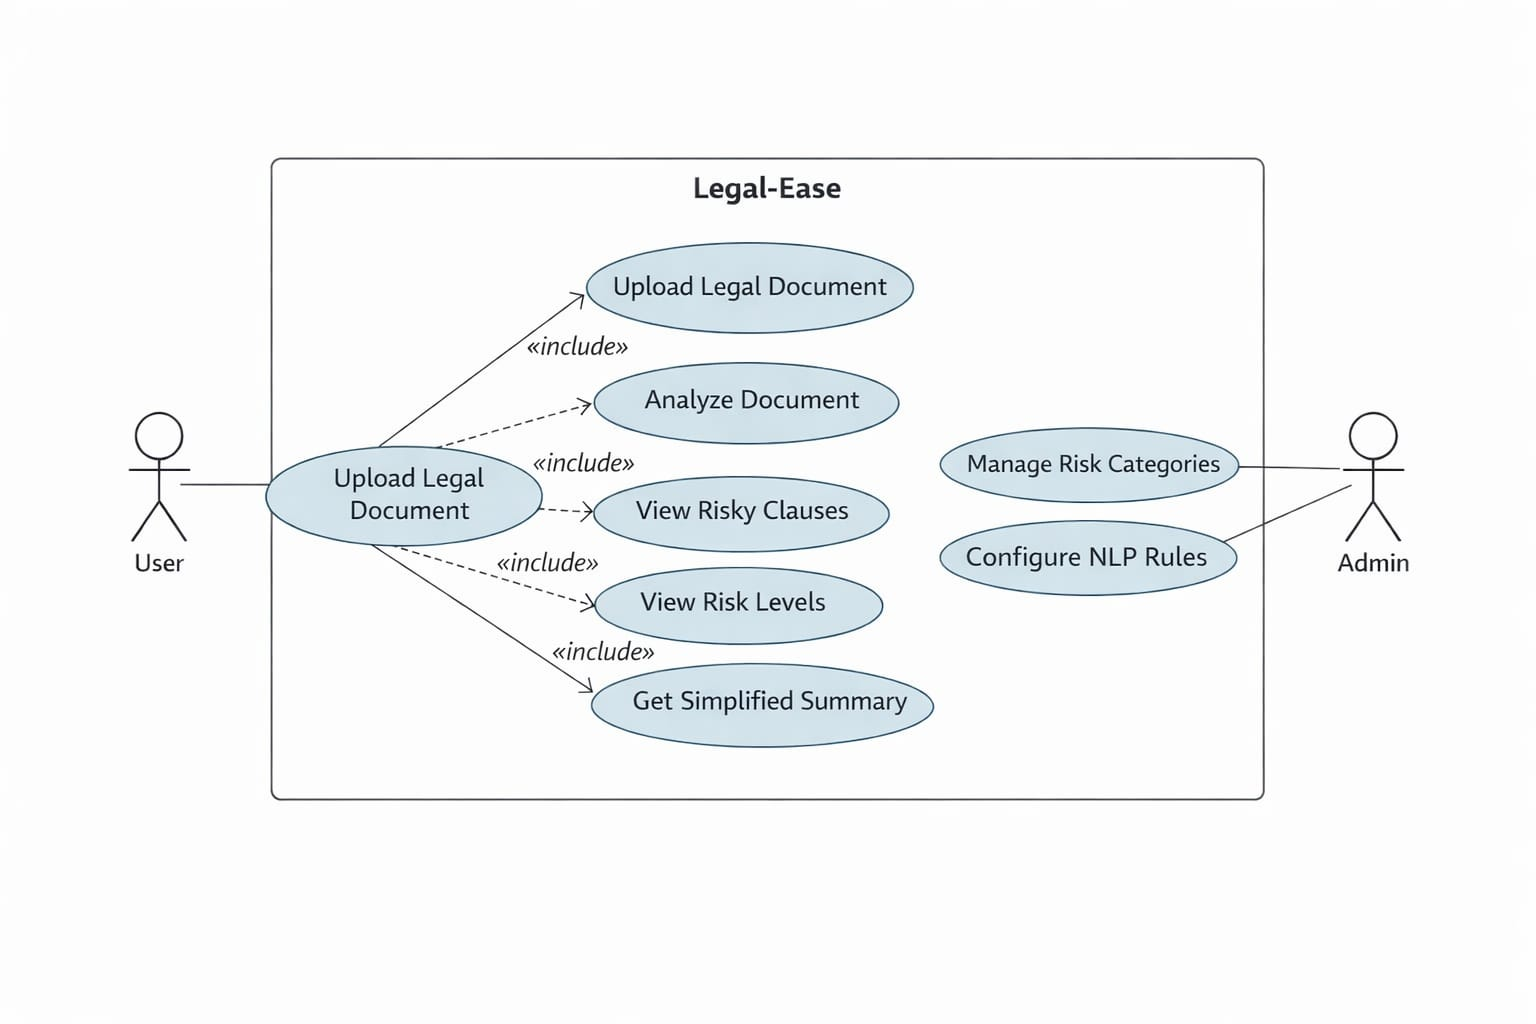 Legal-Ease
Upload Legal Document
«include»
Analyze Document
«include»
Upload Legal
Document
View Risky Clauses
«include»
View Risk Levels
«include»
Get Simplified Summary
User
Manage Risk Categories
Configure NLP Rules
Admin